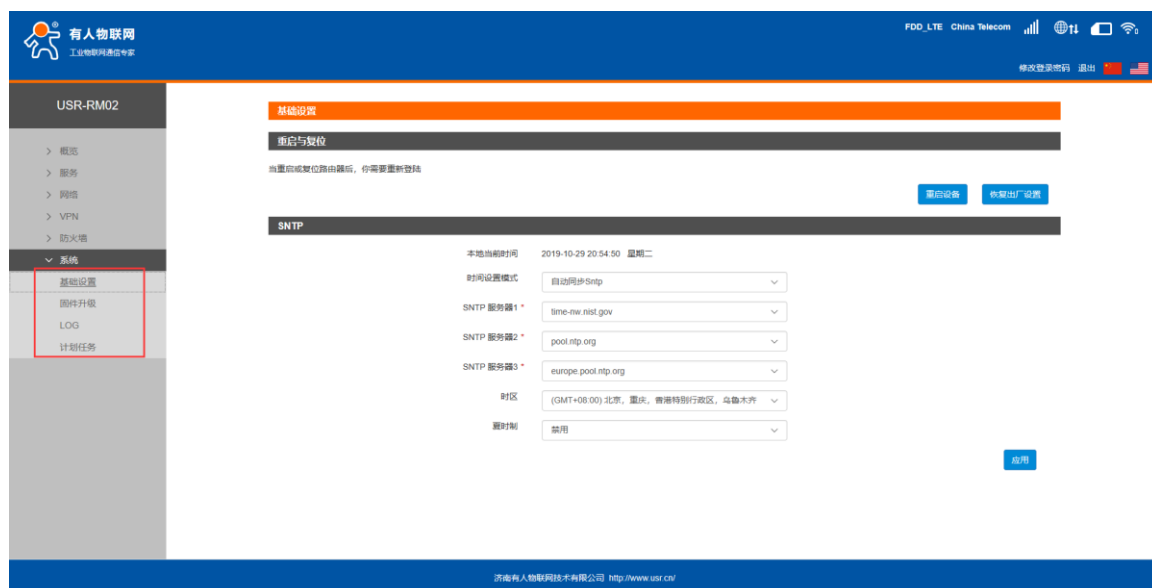 有人物联网
工业物联网通信专家
FDD_LTE China Telecom
修改登录密码 退出
USR-RM02
> 概览
> 服务
> 网络
> VPN
> 防火墙
系统
基础设置
固件升级
LOG
计划任务
基础设置
重启与复位
当重启或复位路由器后，你需要重新登陆
重启设备 恢复出厂设置
SNTP
本地当前时间 2019-10-29 20:54:50 星期二
时间设置模式 自动同步Sntp
SNTP 服务器1 * time-nw.nist.gov
SNTP 服务器2 * pool.ntp.org
SNTP 服务器3 * europe.pool.ntp.org
时区 (GMT+08:00) 北京，重庆，香港特别行政区，乌鲁木齐
夏时制 禁用
应用
济南有人物联网技术有限公司 http://www.usr.cn/